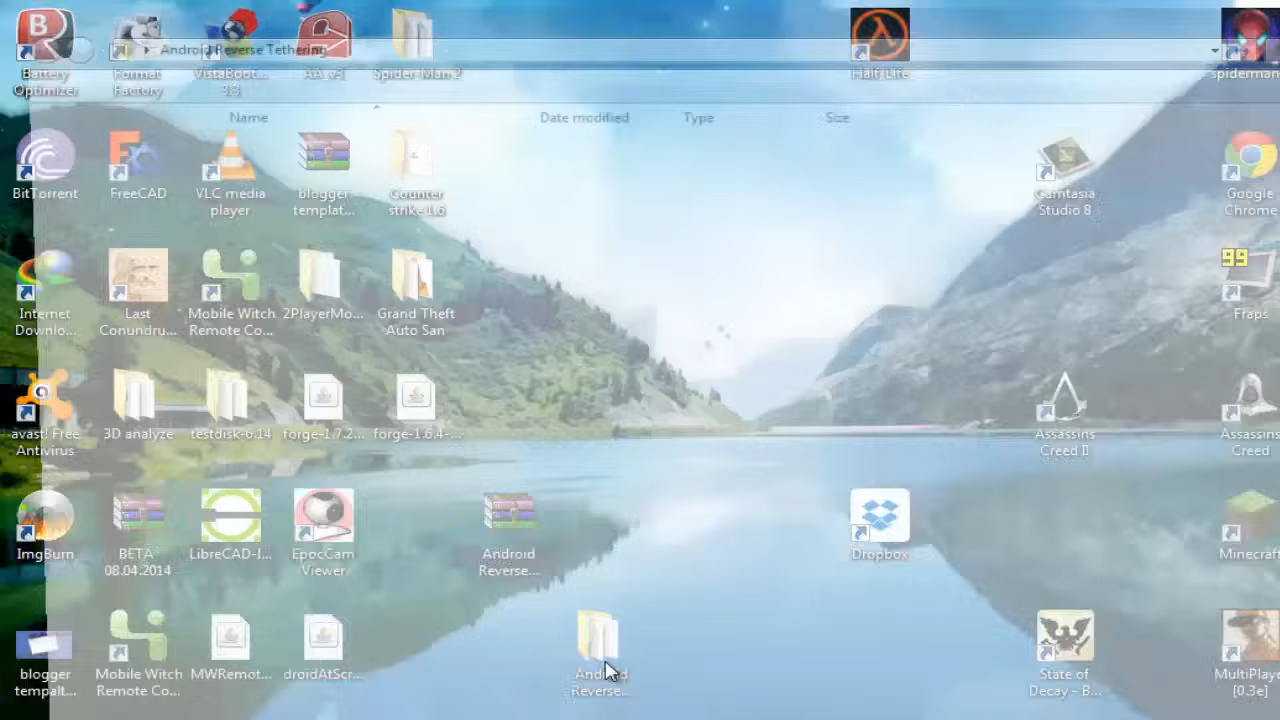 Android Reverse Tethering
Name
Date modified
Type
Size
Battery
Optimizer
Format
Factory
VistaBoot...
3.3
AA_v3
Spider-Man 2
Half Life
spiderman
BitTorrent
FreeCAD
VLC media
player
blogger
templat...
Counter
strike 1.6
Camtasia
Studio 8
Google
Chrome
Internet
Downlo...
Last
Conundru...
Mobile Witch
Remote Co...
2PlayerMo...
Grand Theft
Auto San
99
Fraps
avast! Free
Antivirus
3D analyze
testdisk-6.14
forge-1.7.2...
forge-1.6.4-...
Assassins
Creed II
Assassins
Creed
ImgBurn
BETA
08.04.2014
LibreCAD-I...
EpocCam
Viewer
Android
Reverse...
Dropbox
Minecraft
blogger
tempalt...
Mobile Witch
Remote Co...
MWRemot...
droidAtScr...
Android
Reverse...
State of
Decay - B...
MultiPlaye
[0.3e]